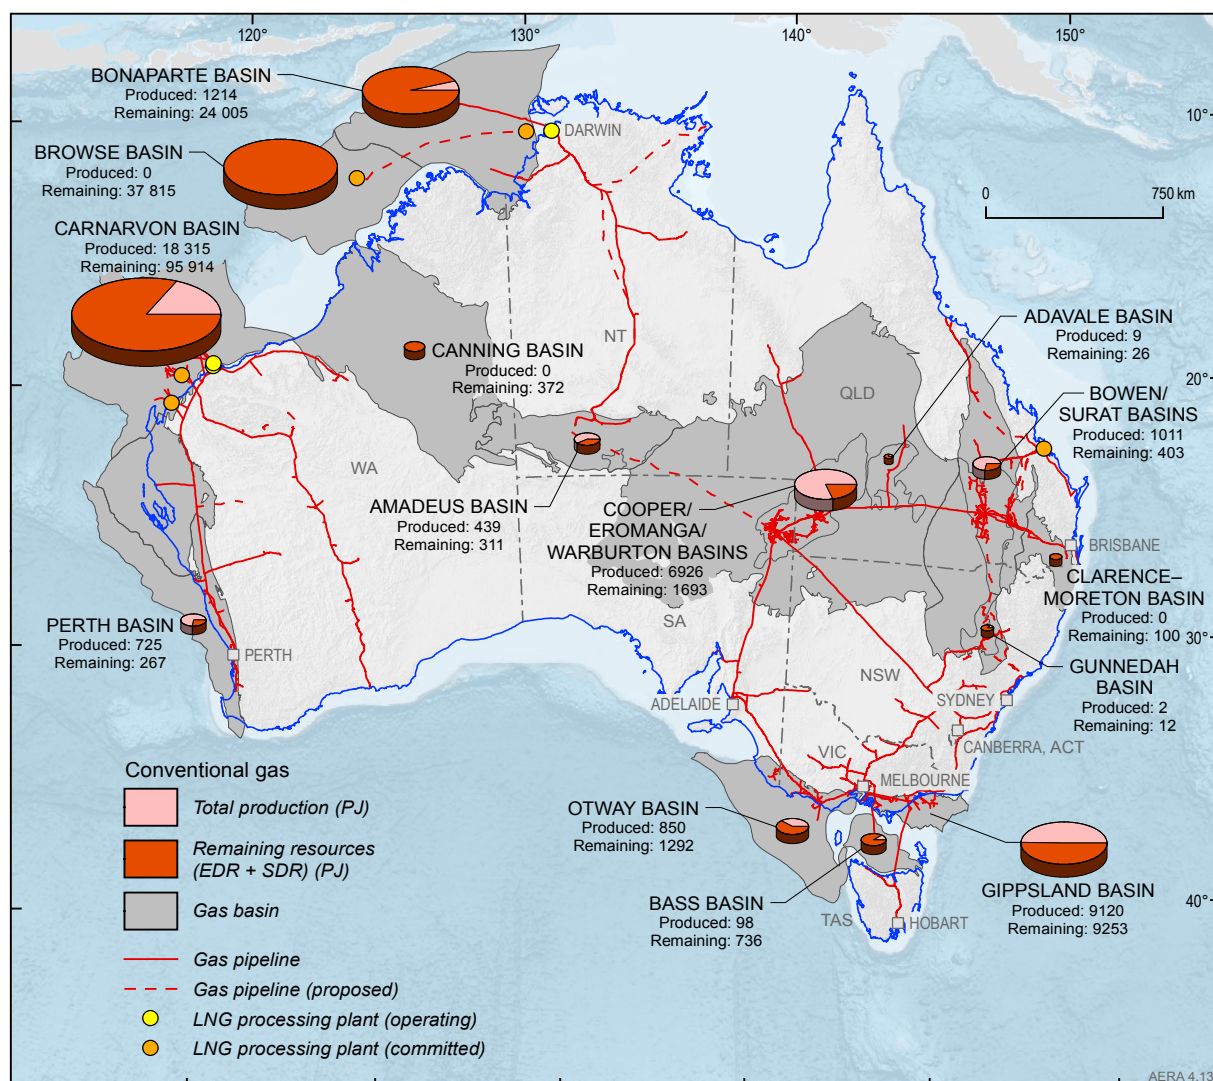 120°
130°
140°
150°
BONAPARTE BASIN
Produced: 1214
Remaining: 24 005
DARWIN
10°
BROWSE BASIN
Produced: 0
Remaining: 37 815
0
750 km
CARNARVON BASIN
Produced: 18 315
Remaining: 95 914
NT
ADAVALE BASIN
Produced: 9
Remaining: 26
CANNING BASIN
Produced: 0
Remaining: 372
20°
QLD
BOWEN/
SURAT BASINS
Produced: 1011
Remaining: 403
WA
AMADEUS BASIN
Produced: 439
Remaining: 311
COOPER/
EROMANGA/
WARBURTON BASINS
Produced: 6926
Remaining: 1693
BRISBANE
CLARENCE–
MORETON BASIN
Produced: 0
Remaining: 100
SA
PERTH BASIN
Produced: 725
Remaining: 267
PERTH
30°
GUNNEDAH
BASIN
Produced: 2
Remaining: 12
NSW
ADELAIDE
SYDNEY
CANBERRA, ACT
VIC
MELBOURNE
Conventional gas
Total production (PJ)
Remaining resources
(EDR + SDR) (PJ)
Gas basin
Gas pipeline
Gas pipeline (proposed)
LNG processing plant (operating)
LNG processing plant (committed)
OTWAY BASIN
Produced: 850
Remaining: 1292
BASS BASIN
Produced: 98
Remaining: 736
GIPPSLAND BASIN
Produced: 9120
Remaining: 9253
40°
TAS
HOBART
AERA 4.13